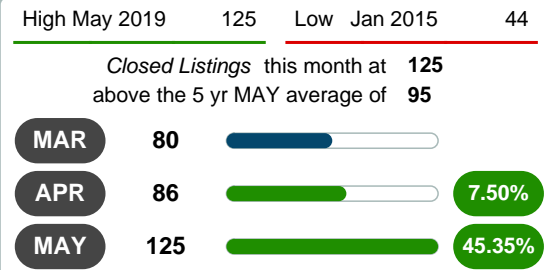 High May 2019 125 Low Jan 2015 44
Closed Listings this month at 125
above the 5 yr MAY average of 95
MAR 80
APR 86 7.50%
MAY 125 45.35%